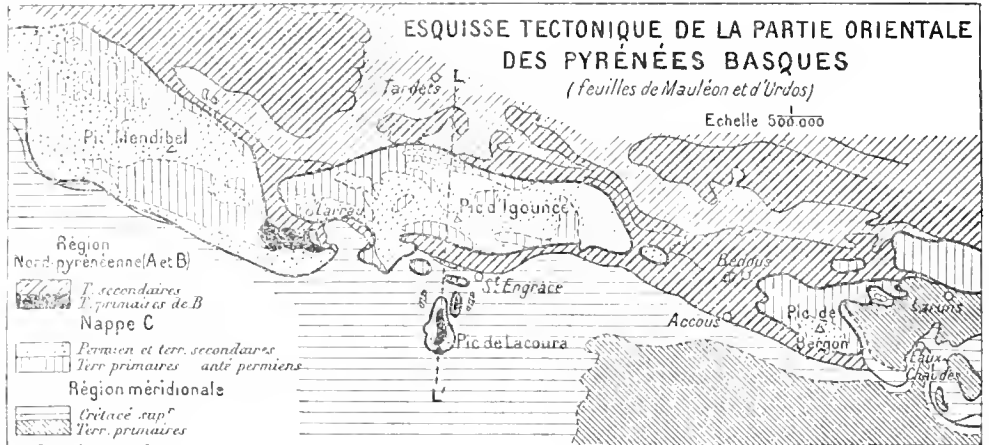 ESQUISSE TECTONIQUE DE LA PARTIE ORIENTALE
DES PYRÉNÉES BASQUES
(feuilles de Mauléon et d'Urdos)
Echelle 500.000
Tardets
L
Pic Mendibel
Larrau
Pic d'Igounce
St Engrâce
Pic de Lacoura
L
Bedous
Accous
Pic de
Bergon
Laruns
Eaux
Chaudes
Région
Nord-pyrénéenne (A et B)
T. secondaires
T. primaires de B
Nappe C
Permien et terr. secondaires
Terr primaires anté permiens
Région méridionale
Crétacé supr
Terr. primaires